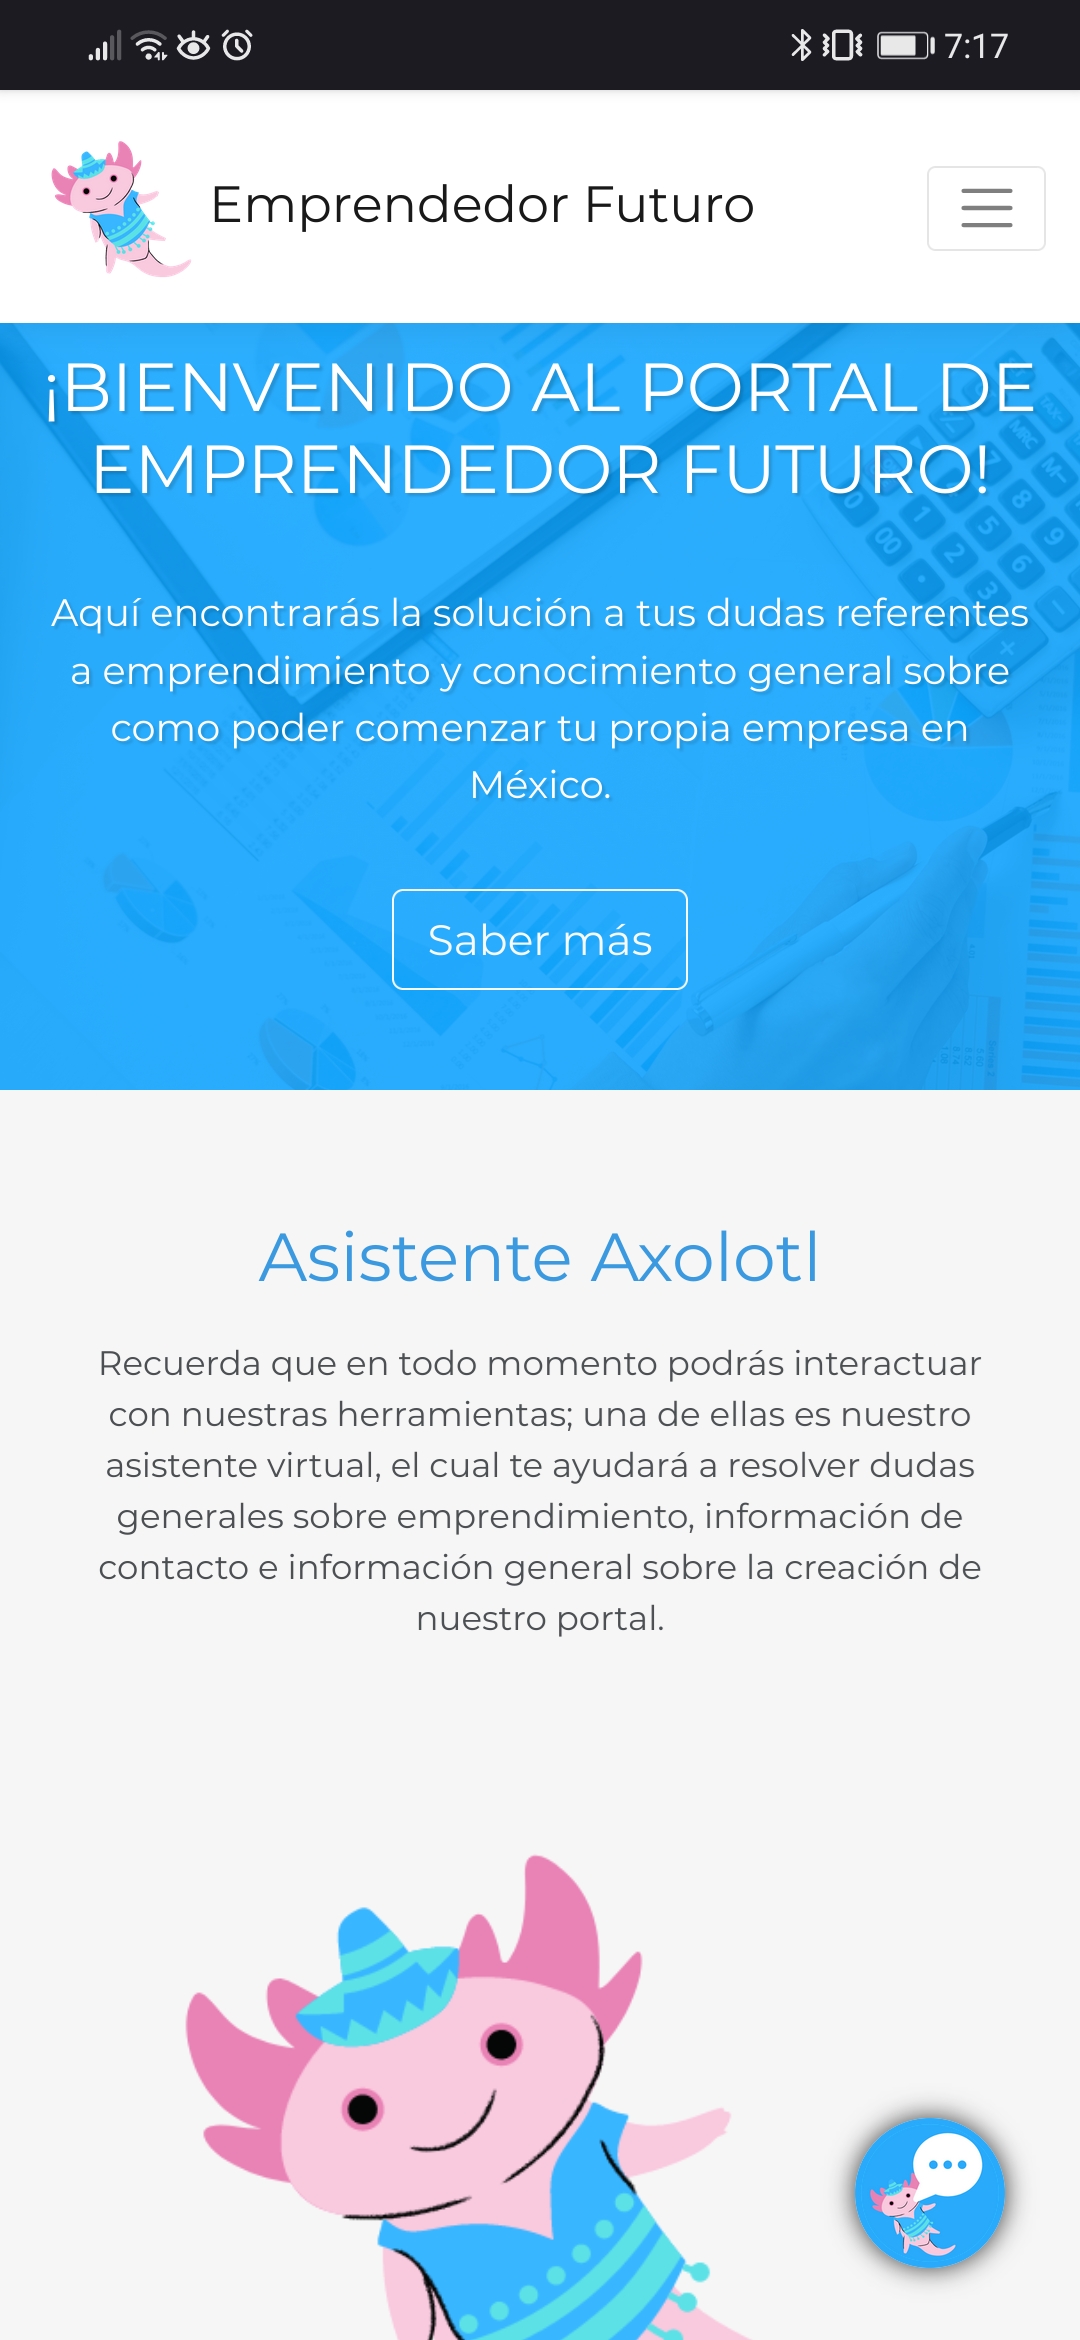 7:17
Emprendedor Futuro
¡BIENVENIDO AL PORTAL DE
EMPRENDEDOR FUTURO!
Aquí encontrarás la solución a tus dudas referentes
a emprendimiento y conocimiento general sobre
como poder comenzar tu propia empresa en
México.
Saber más
Asistente Axolotl
Recuerda que en todo momento podrás interactuar
con nuestras herramientas; una de ellas es nuestro
asistente virtual, el cual te ayudará a resolver dudas
generales sobre emprendimiento, información de
contacto e información general sobre la creación de
nuestro portal.